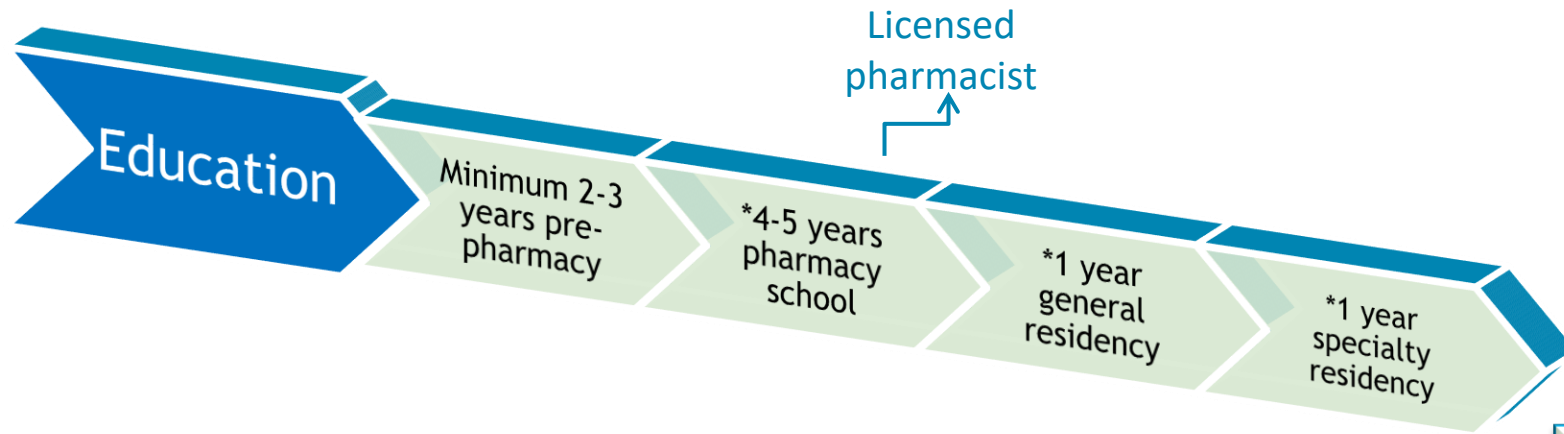 Licensed
pharmacist
Education
Minimum 2-3
years pre-
pharmacy
*4-5 years
pharmacy
school
*1 year
general
residency
*1 year
specialty
residency